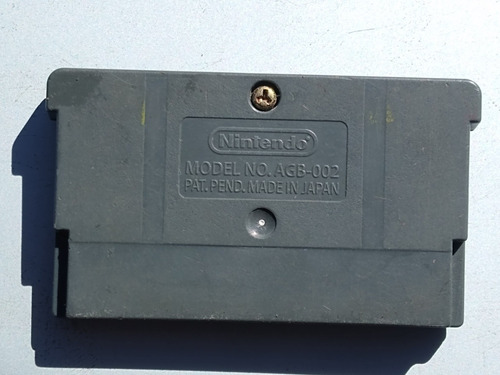 Nintendo
MODEL NO. AGB-002
PAT. PEND. MADE IN JAPAN